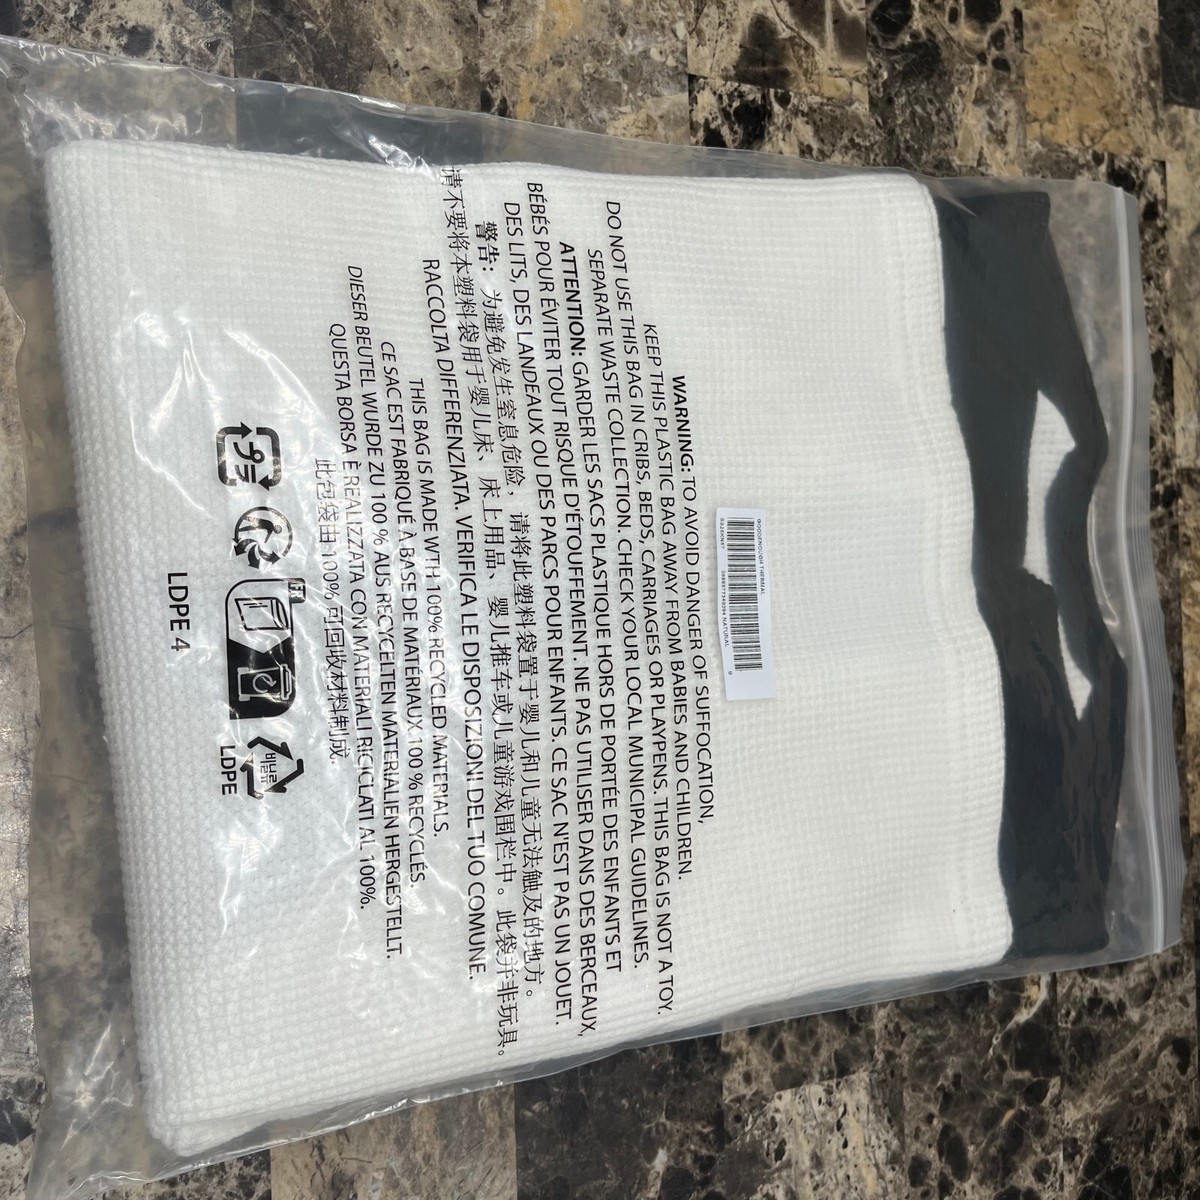 WARNING: TO AVOID DANGER OF SUFFOCATION,
KEEP THIS PLASTIC BAG AWAY FROM BABIES AND CHILDREN.
DO NOT USE THIS BAG IN CRIBS, BEDS, CARRIAGES OR PLAYPENS. THIS BAG IS NOT A TOY.
SEPARATE WASTE COLLECTION. CHECK YOUR LOCAL MUNICIPAL GUIDELINES.
ATTENTION: GARDER LES SACS PLASTIQUE HORS DE PORTÉE DES ENFANTS ET
BÉBÉS POUR ÉVITER TOUT RISQUE D'ÉTOUFFEMENT. NE PAS UTILISER DANS DES BERCEAUX,
DES LITS, DES LANDEAUX OU DES PARCS POUR ENFANTS. CE SAC N'EST PAS UN JOUET.
警告：为避免发生窒息危险，请将此塑料袋置于婴儿和儿童无法触及的地方。
请不要将本塑料袋用于婴儿床、床上用品、婴儿推车或儿童游戏围栏中。此袋并非玩具。
RACCOLTA DIFFERENZIATA. VERIFICA LE DISPOSIZIONI DEL TUO COMUNE.
THIS BAG IS MADE WTH 100% RECYCLED MATERIALS.
CE SAC EST FABRIQUÉ À BASE DE MATÉRIAUX 100 % RECYCLÉS.
DIESER BEUTEL WURDE ZU 100 % AUS RECYCELTEN MATERIALIEN HERGESTELLT.
QUESTA BORSA È REALIZZATA CON MATERIALI RICICLATI AL 100%.
此包袋由 100% 可回收材料制成.
비닐류
LDPE
LDPE 4
GOODENOUGH THERMAL
NATURAL